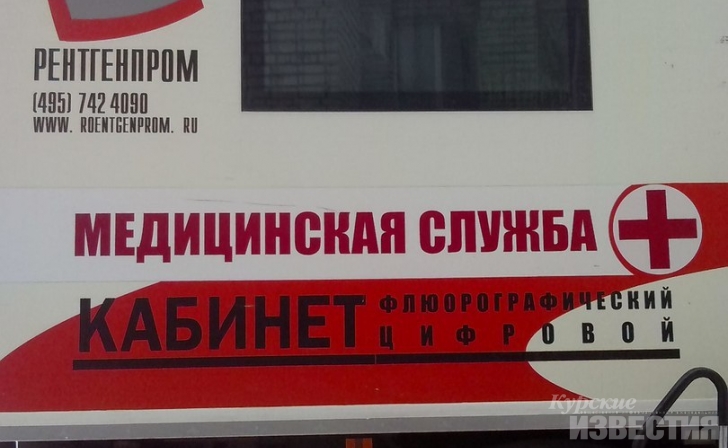 РЕНТГЕНПРОМ
(495) 742 4090
WWW. ROENTGENPROM. RU
МЕДИЦИНСКАЯ СЛУЖБА
КАБИНЕТ ФЛЮОРОГРАФИЧЕСКИЙ
ЦИФРОВОЙ
Курские
ИЗВЕСТИЯ